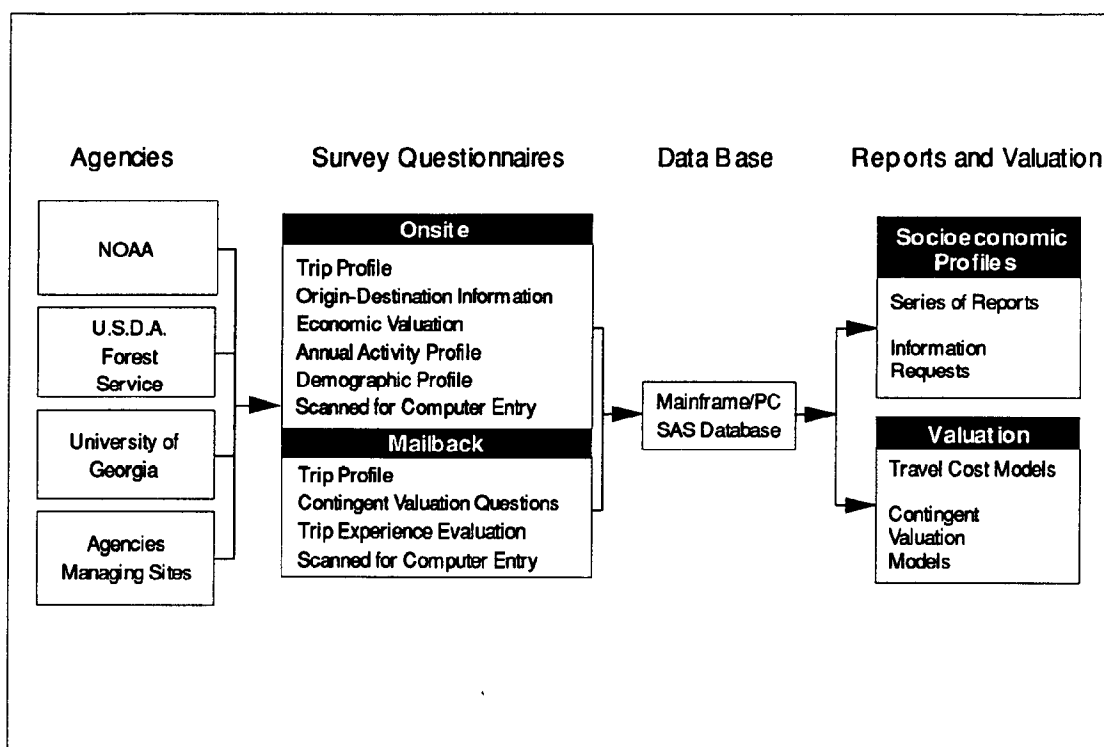 Agencies
Survey Questionnaires
Data Base
Reports and Valuation
NOAA
U.S.D.A.
Forest
Service
University of
Georgia
Agencies
Managing Sites
Onsite
Trip Profile
Origin-Destination Information
Economic Valuation
Annual Activity Profile
Demographic Profile
Scanned for Computer Entry
Mailback
Trip Profile
Contingent Valuation Questions
Trip Experience Evaluation
Scanned for Computer Entry
Mainframe/PC
SAS Database
Socioeconomic
Profiles
Series of Reports
Information
Requests
Valuation
Travel Cost Models
Contingent
Valuation
Models